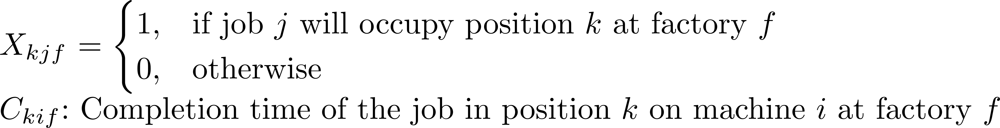 X_{kjf} = \begin{cases} 1, & \text{if job } j \text{ will occupy position } k \text{ at factory } f \\ 0, & \text{otherwise} \end{cases}
C_{kif}: Completion time of the job in position k on machine i at factory f